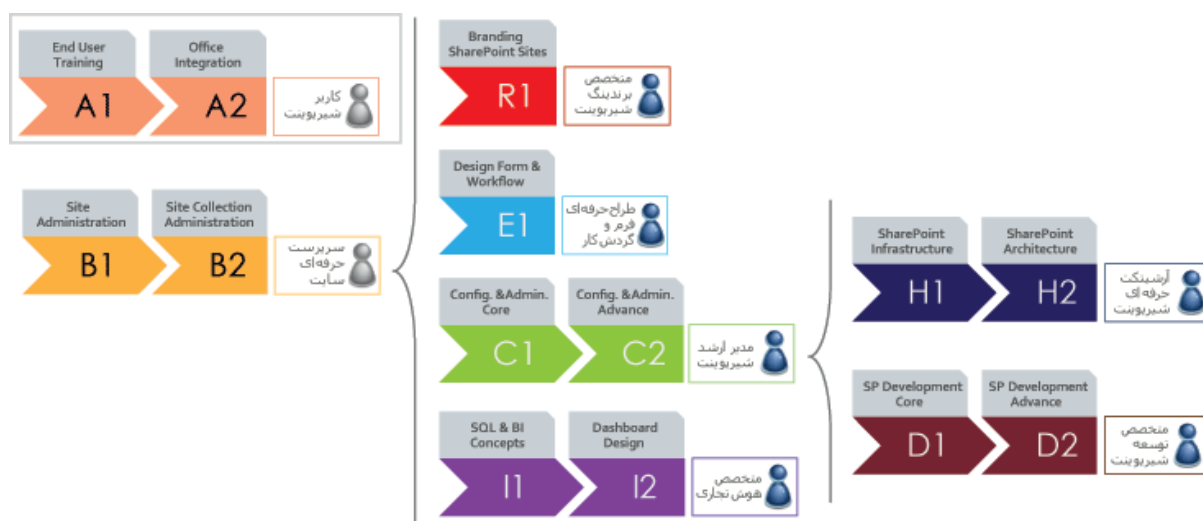 End User
Training
Office
Integration
A1
A2
کاربر
شیرپوینت
Site
Administration
Site Collection
Administration
B1
B2
سرپرست
حرفه‌ای
سایت
Branding
SharePoint Sites
R1
متخصص
برندینگ
شیرپوینت
Design Form &
Workflow
E1
طراح حرفه‌ای
فرم و
گردش کار
Config. &Admin.
Core
Config. &Admin.
Advance
C1
C2
مدیر ارشد
شیرپوینت
SQL & BI
Concepts
Dashboard
Design
I1
I2
متخصص
هوش تجاری
SharePoint
Infrastructure
SharePoint
Architecture
H1
H2
آرشیتکت
حرفه ای
شیرپوینت
SP Development
Core
SP Development
Advance
D1
D2
متخصص
توسعه
شیرپوینت